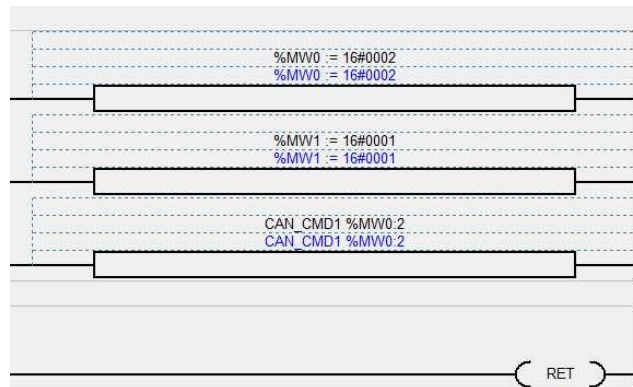 %MW0 := 16#0002
%MW0 := 16#0002
%MW1 := 16#0001
%MW1 := 16#0001
CAN_CMD1 %MW0:2
CAN_CMD1 %MW0:2
RET